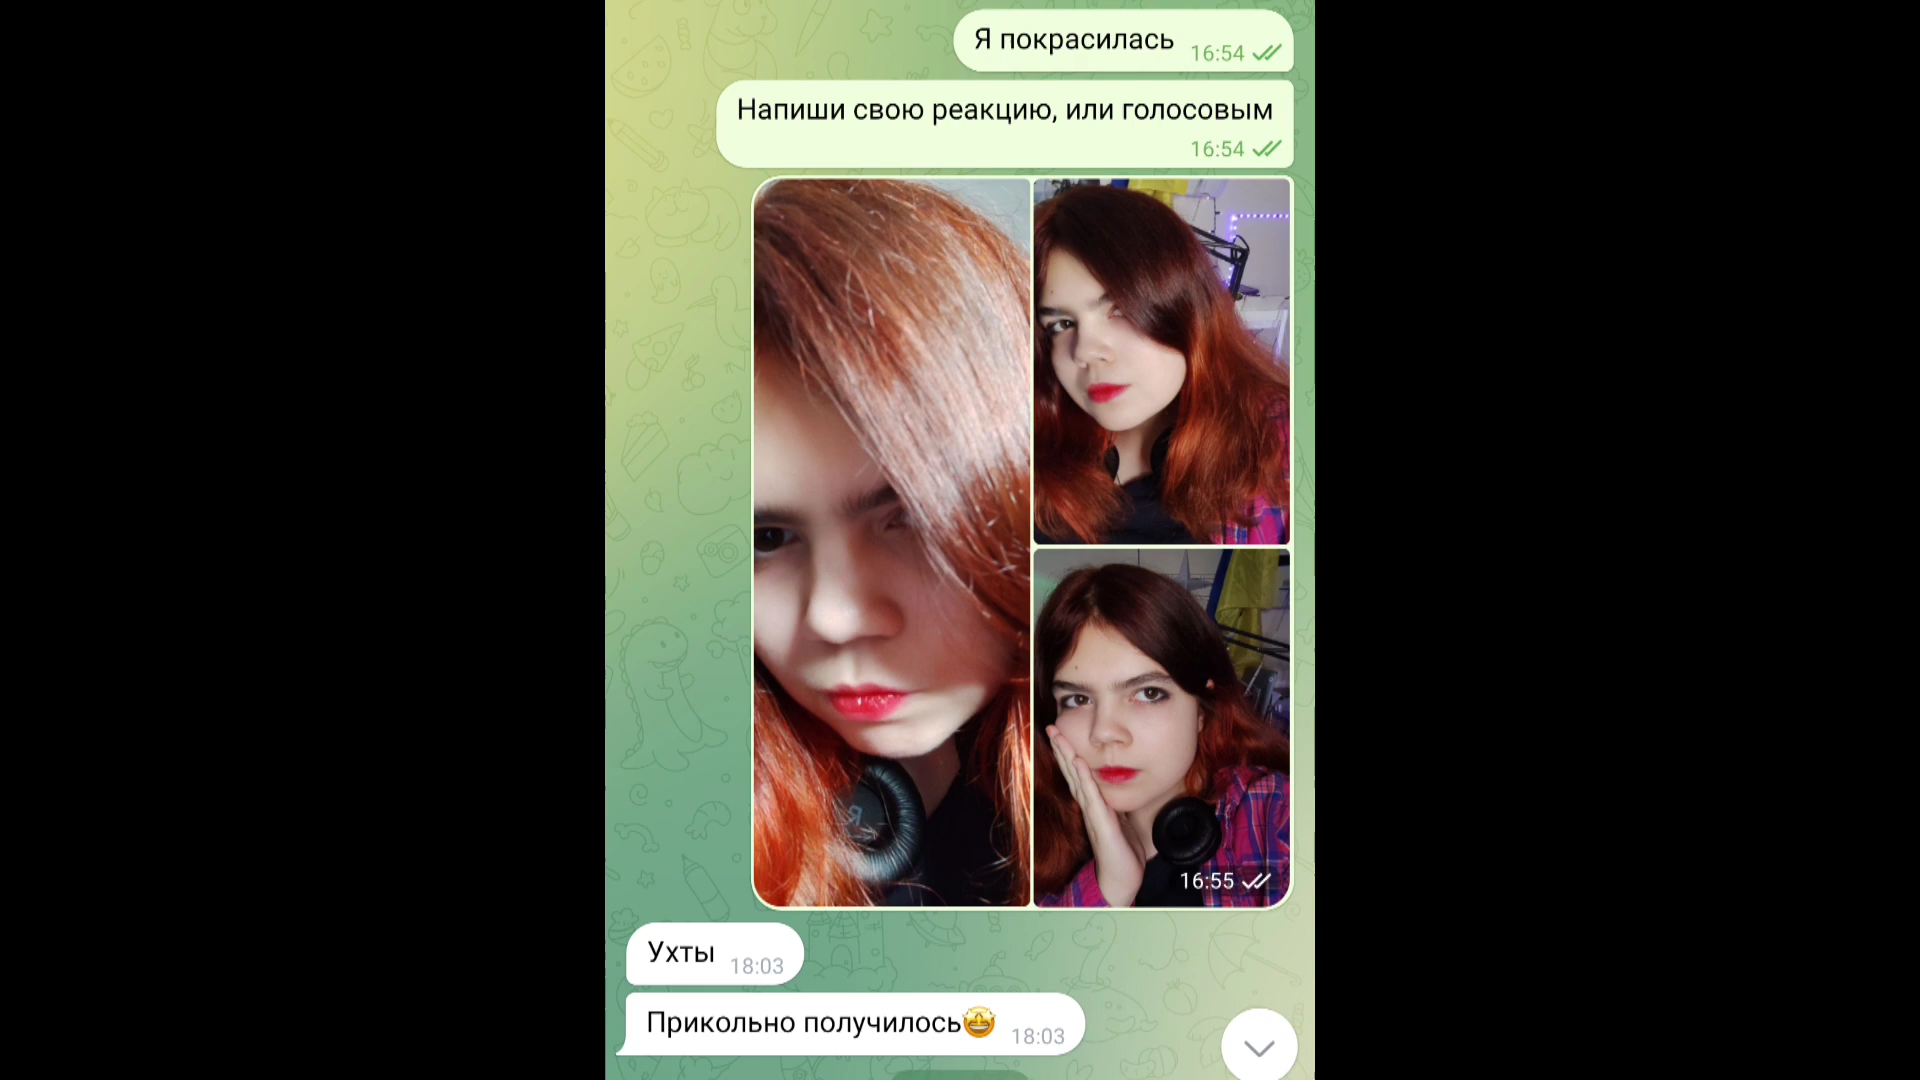 Я покрасилась 16:54
Напиши свою реакцию, или голосовым
16:54
16:55
Ухты 18:03
Прикольно получилось🤩 18:03